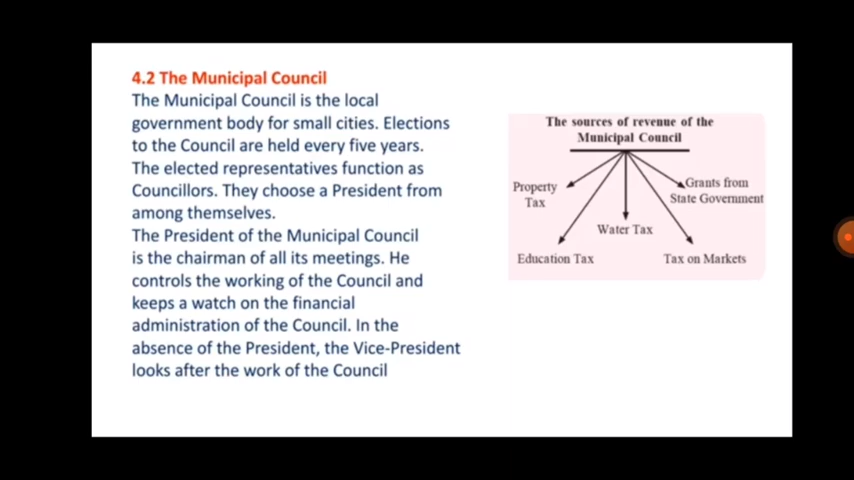 4.2 The Municipal Council
The Municipal Council is the local
government body for small cities. Elections
to the Council are held every five years.
The elected representatives function as
Councillors. They choose a President from
among themselves.
The President of the Municipal Council
is the chairman of all its meetings. He
controls the working of the Council and
keeps a watch on the financial
administration of the Council. In the
absence of the President, the Vice-President
looks after the work of the Council
The sources of revenue of the
Municipal Council
Property
Tax
Grants from
State Government
Water Tax
Education Tax
Tax on Markets